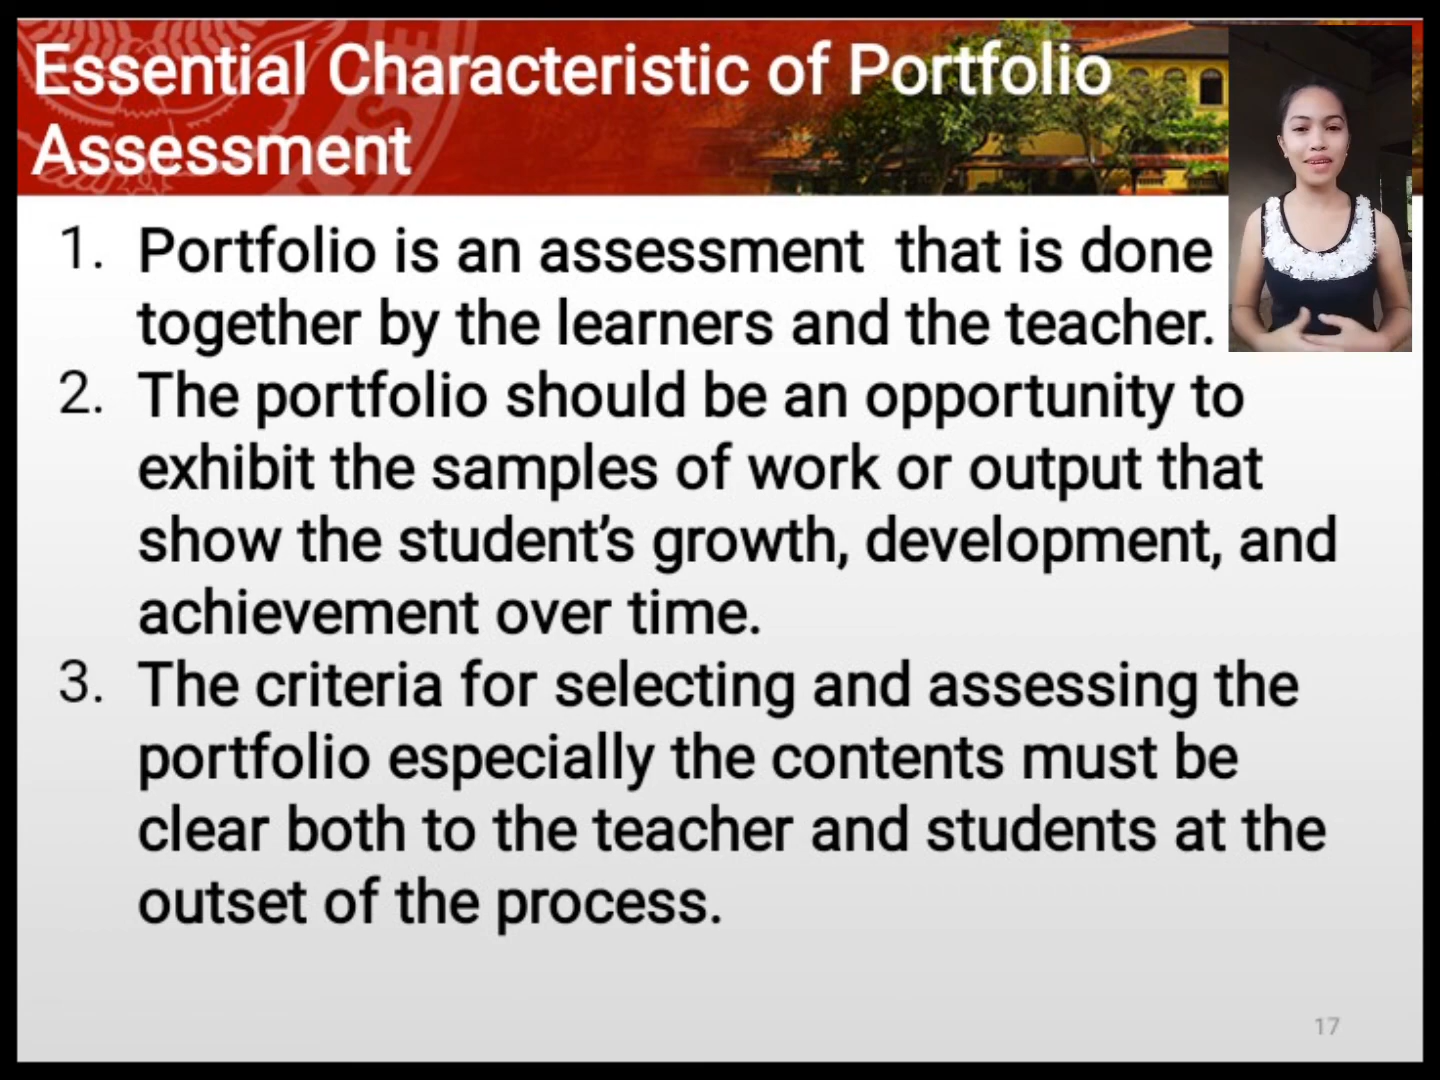 Essential Characteristic of Portfolio
Assessment
1. Portfolio is an assessment that is done
together by the learners and the teacher.
2. The portfolio should be an opportunity to
exhibit the samples of work or output that
show the student’s growth, development, and
achievement over time.
3. The criteria for selecting and assessing the
portfolio especially the contents must be
clear both to the teacher and students at the
outset of the process.
17